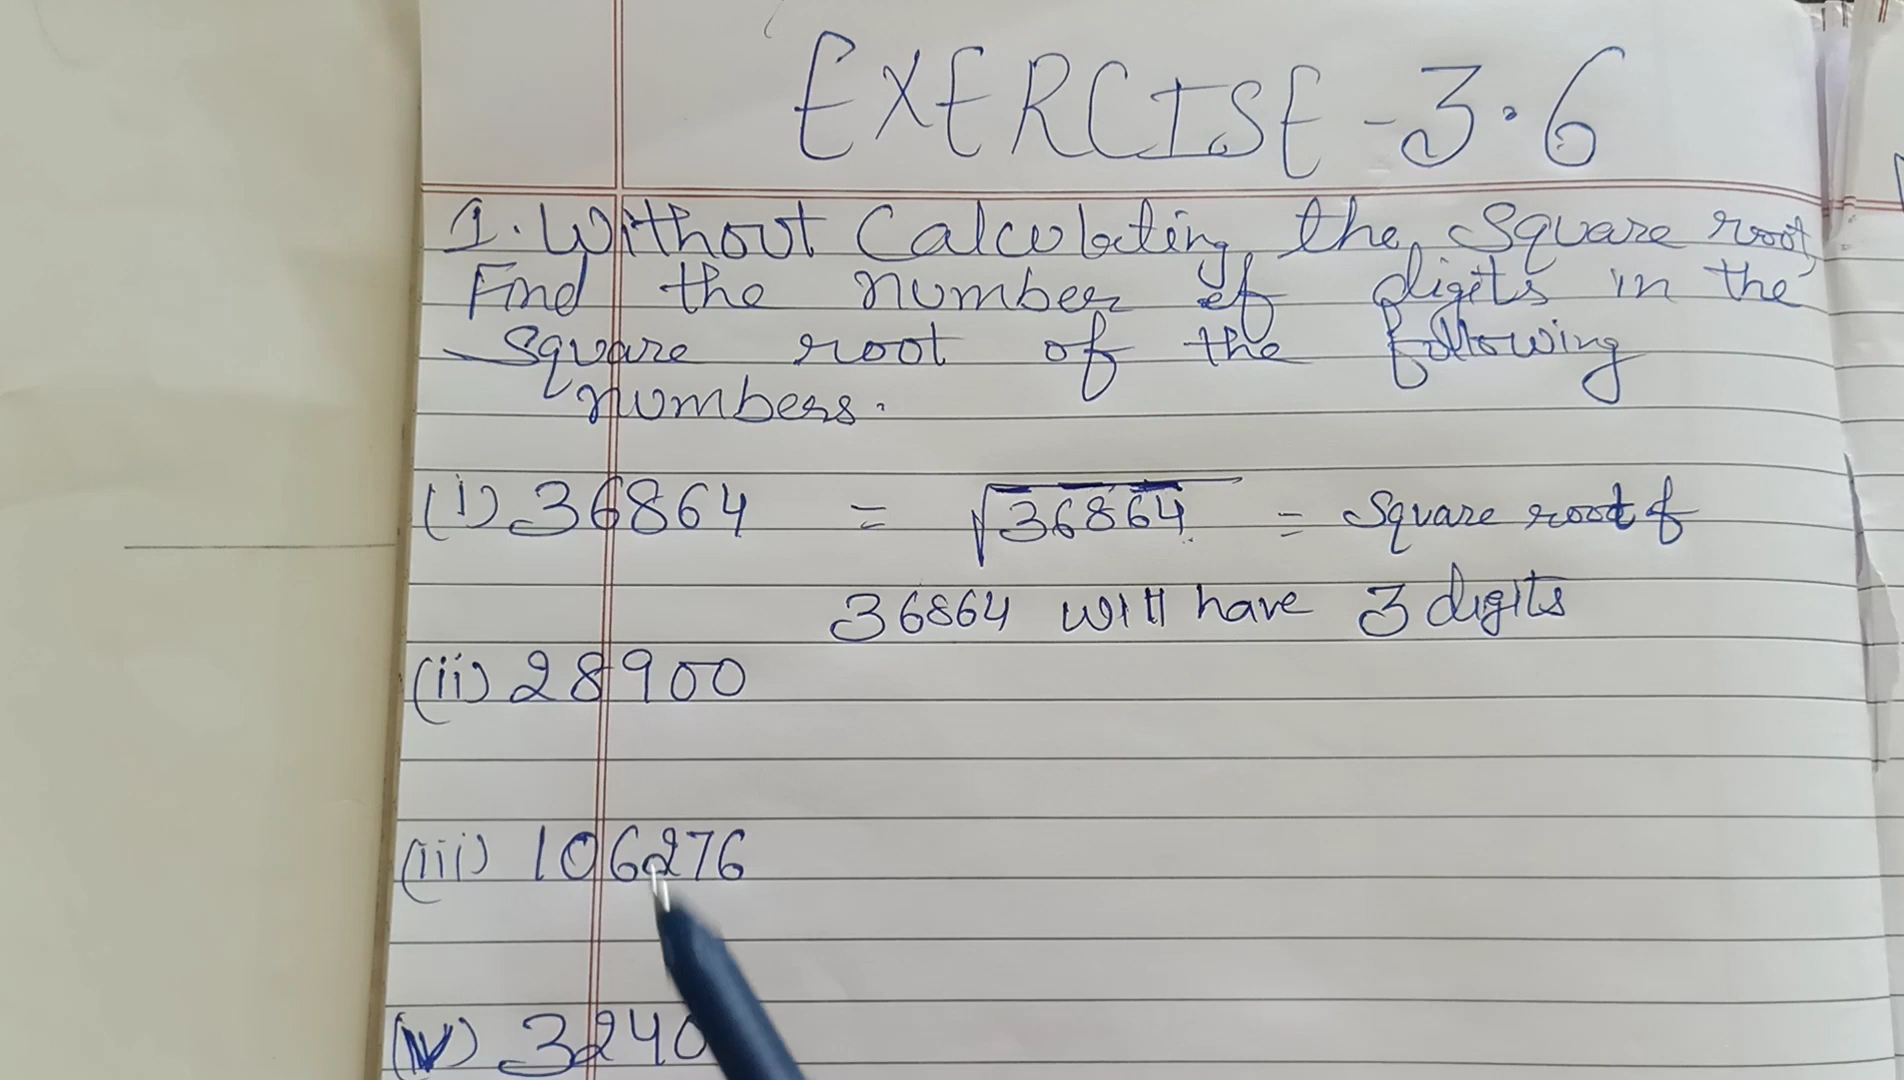 EXERCISE - 3.6
1. Without Calculating the Square root,
Find the number of digits in the
Square root of the following
numbers.
(i) 36864 = √36864 = Square root of
36864 will have 3 digits
(ii) 28900
(iii) 106276
(iv) 3240